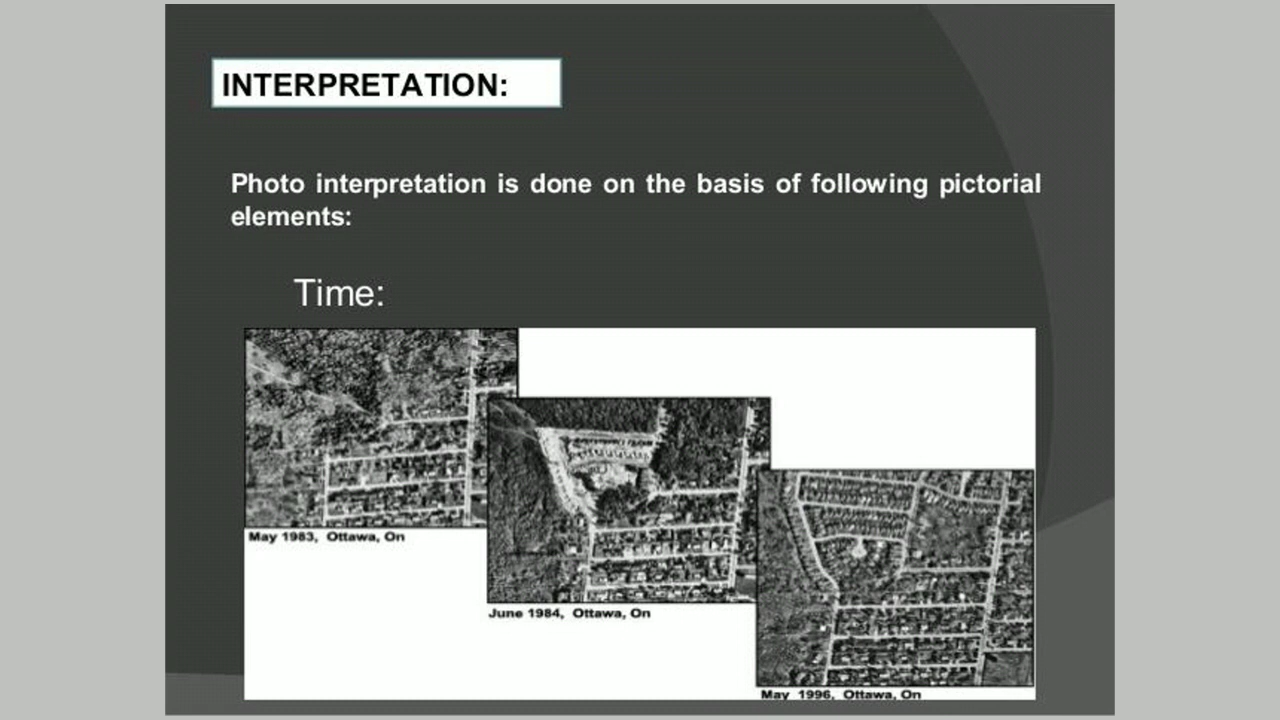 INTERPRETATION:
Photo interpretation is done on the basis of following pictorial
elements:
Time:
May 1983, Ottawa, On
June 1984, Ottawa, On
May 1996, Ottawa, On